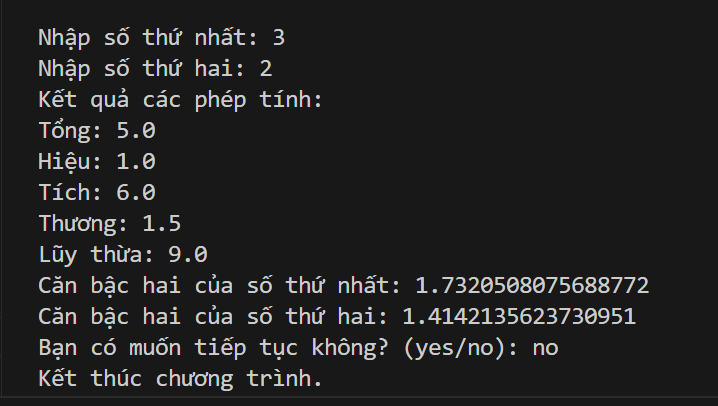 Nhập số thứ nhất: 3
Nhập số thứ hai: 2
Kết quả các phép tính:
Tổng: 5.0
Hiệu: 1.0
Tích: 6.0
Thương: 1.5
Lũy thừa: 9.0
Căn bậc hai của số thứ nhất: 1.7320508075688772
Căn bậc hai của số thứ hai: 1.4142135623730951
Bạn có muốn tiếp tục không? (yes/no): no
Kết thúc chương trình.